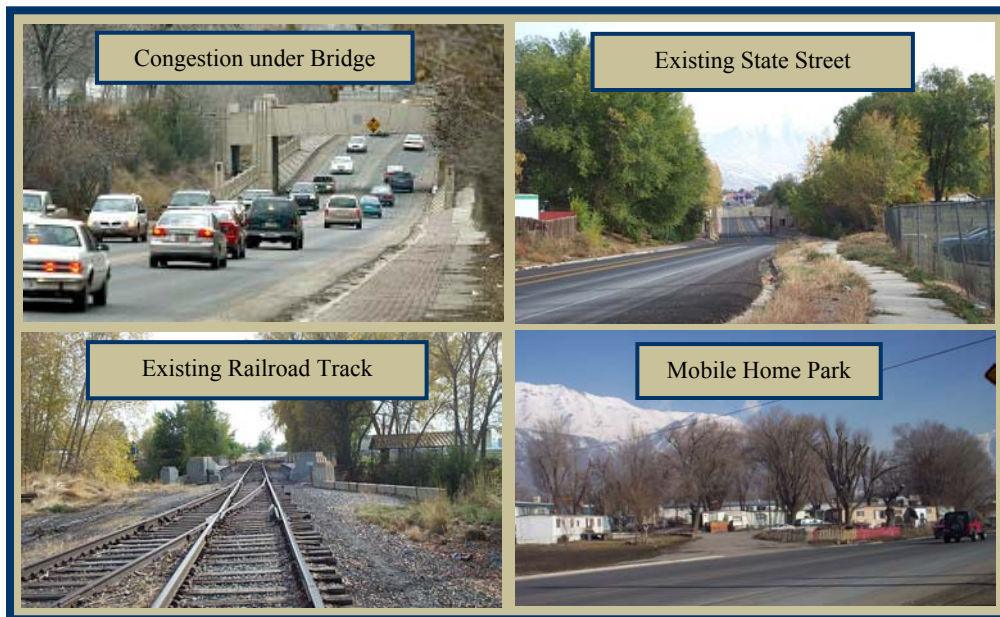 Congestion under Bridge
Existing State Street
Existing Railroad Track
Mobile Home Park